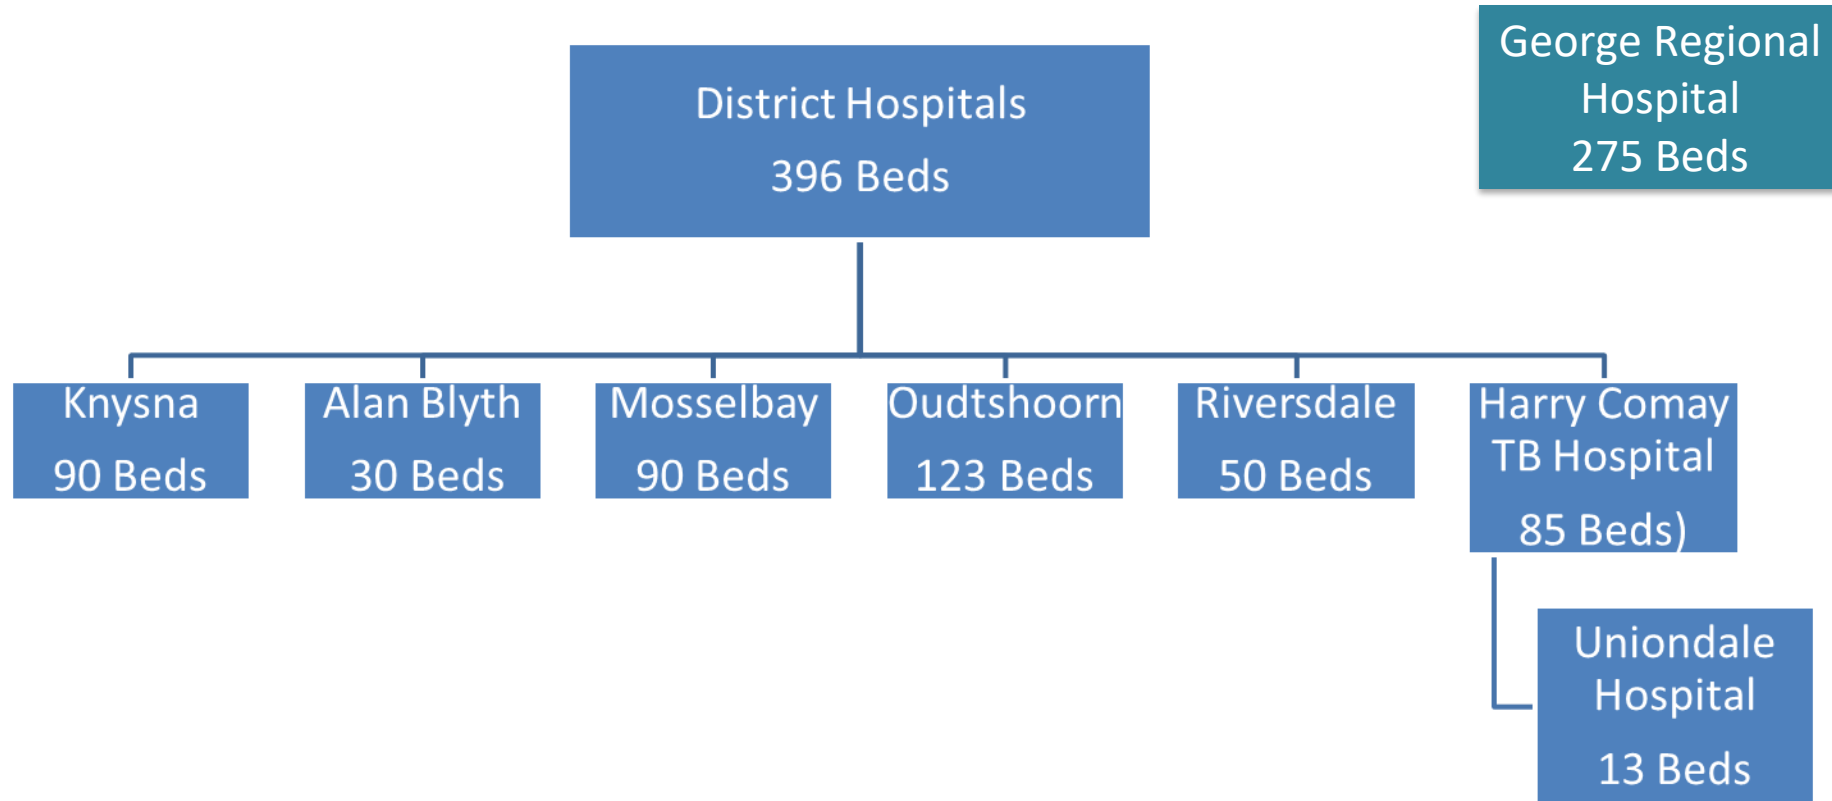 George Regional
Hospital
275 Beds
District Hospitals
396 Beds
Knysna
90 Beds
Alan Blyth
30 Beds
Mosselbay
90 Beds
Oudtshoorn
123 Beds
Riversdale
50 Beds
Harry Comay
TB Hospital
85 Beds)
Uniondale
Hospital
13 Beds